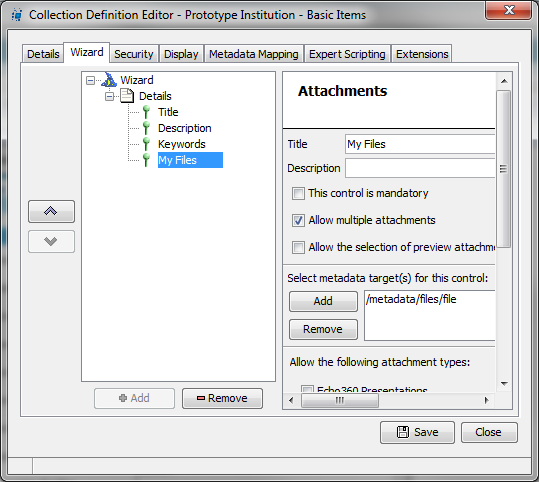 Collection Definition Editor - Prototype Institution - Basic Items
Details Wizard Security Display Metadata Mapping Expert Scripting Extensions
Wizard
Details
Title
Description
Keywords
My Files
Add
Remove
Attachments
Title My Files
Description
This control is mandatory
Allow multiple attachments
Allow the selection of preview attachme
Select metadata target(s) for this control:
Add
Remove
/metadata/files/file
Allow the following attachment types:
Echo360 Presentations
Save
Close